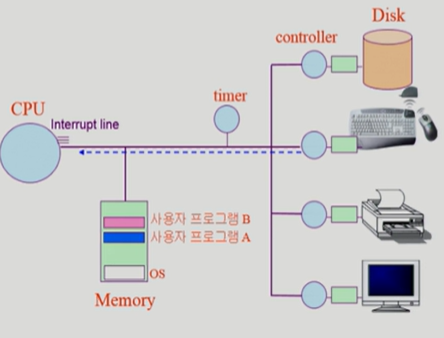 Disk
controller
timer
CPU
Interrupt line
사용자 프로그램 B
사용자 프로그램 A
OS
Memory